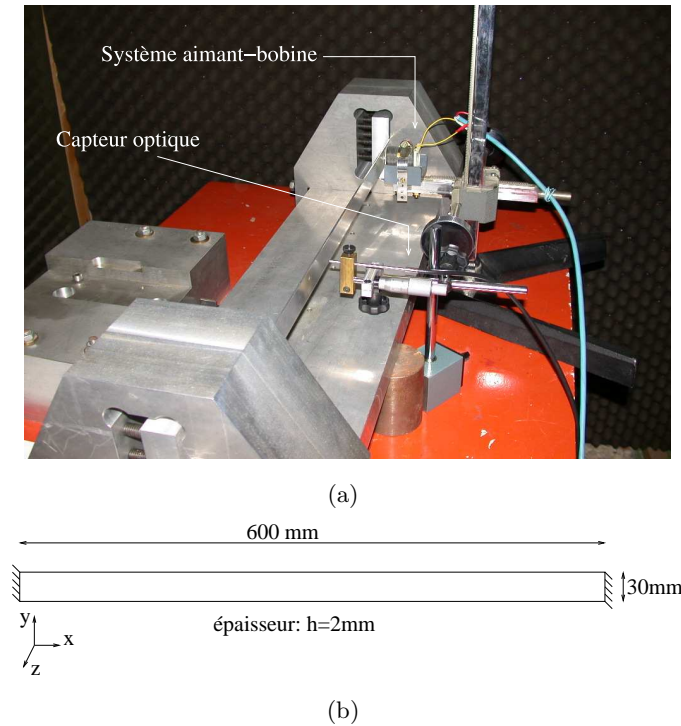 Système aimant−bobine
Capteur optique
(a)
600 mm
30mm
y
x
z
épaisseur: h=2mm
(b)